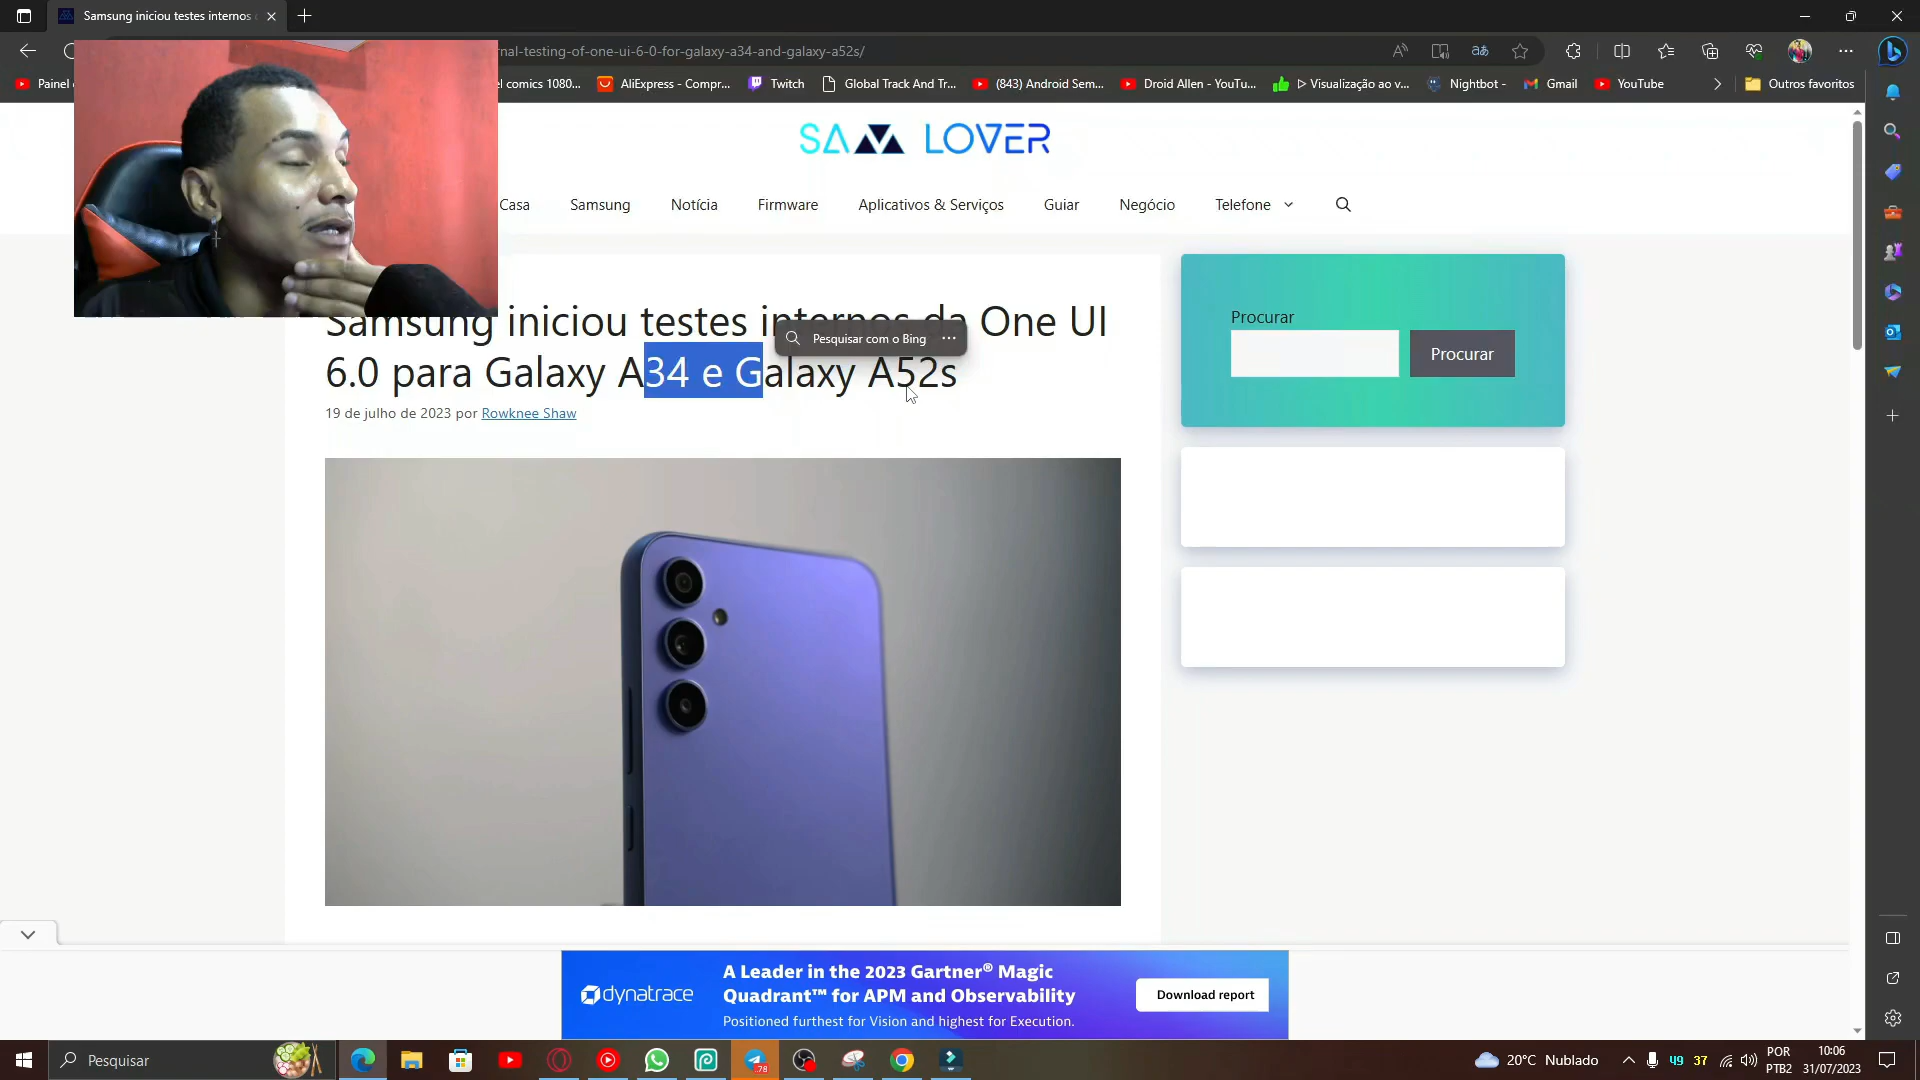 Samsung iniciou testes internos
rnal-testing-of-one-ui-6-0-for-galaxy-a34-and-galaxy-a52s/
Painel
el comics 1080...
AliExpress - Compr...
Twitch
Global Track And Tr...
(843) Android Sem...
Droid Allen - YouTu...
▷ Visualização ao v...
Nightbot -
Gmail
YouTube
Outros favoritos
SAM LOVER
Casa
Samsung
Notícia
Firmware
Aplicativos & Serviços
Guiar
Negócio
Telefone
Samsung iniciou testes internos da One UI
6.0 para Galaxy A34 e Galaxy A52s
Pesquisar com o Bing
19 de julho de 2023 por Rowknee Shaw
Procurar
Procurar
dynatrace
A Leader in the 2023 Gartner® Magic
Quadrant™ for APM and Observability
Positioned furthest for Vision and highest for Execution.
Download report
Pesquisar
78
20°C Nublado
49
37
POR
PTB2
10:06
31/07/2023